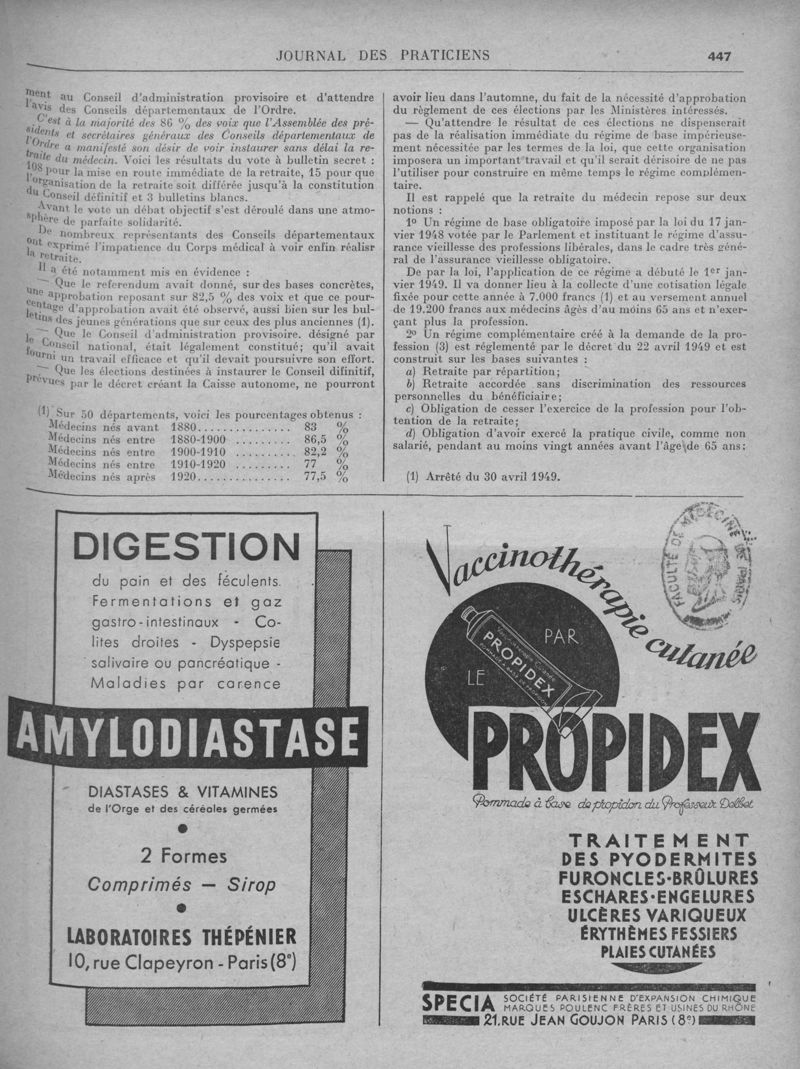 JOURNAL DES PRATICIENS 447
ment au Conseil d'administration provisoire et d'attendre
l'avis des Conseils départementaux de l'Ordre.
C'est à la majorité des 86 % des voix que l'Assemblée des pré-
sidents et secrétaires généraux des Conseils départementaux de
l'Ordre a manifesté son désir de voir instaurer sans délai la re-
traite du médecin. Voici les résultats du vote à bulletin secret :
108 pour la mise en route immédiate de la retraite, 15 pour que
l'organisation de la retraite soit différée jusqu'à la constitution
du Conseil définitif et 3 bulletins blancs.
Avant le vote un débat objectif s'est déroulé dans une atmo-
sphère de parfaite solidarité.
De nombreux représentants des Conseils départementaux
ont exprimé l'impatience du Corps médical à voir enfin réalisr
la retraite.
Il a été notamment mis en évidence :
— Que le referendum avait donné, sur des bases concrètes,
une approbation reposant sur 82,5 % des voix et que ce pour-
centage d'approbation avait été observé, aussi bien sur les bul-
letins des jeunes générations que sur ceux des plus anciennes (1).
— Que le Conseil d'administration provisoire. désigné par
le Conseil national, était légalement constitué; qu'il avait
fourni un travail efficace et qu'il devait poursuivre son effort.
— Que les élections destinées à instaurer le Conseil difinitif,
prévues par le décret créant la Caisse autonome, ne pourront
(1) Sur 50 départements, voici les pourcentages obtenus :
Médecins nés avant 1880............... 83 %
Médecins nés entre 1880-1900 ......... 86,5 %
Médecins nés entre 1900-1910 ......... 82,2 %
Médecins nés entre 1910-1920 ......... 77 %
Médecins nés après 1920............... 77,5 %
avoir lieu dans l'automne, du fait de la nécessité d'approbation
du règlement de ces élections par les Ministères intéressés.
— Qu'attendre le résultat de ces élections ne dispenserait
pas de la réalisation immédiate du régime de base impérieuse-
ment nécessitée par les termes de la loi, que cette organisation
imposera un important travail et qu'il serait dérisoire de ne pas
l'utiliser pour construire en même temps le régime complémen-
taire.
Il est rappelé que la retraite du médecin repose sur deux
notions :
1° Un régime de base obligatoire imposé par la loi du 17 jan-
vier 1948 votée par le Parlement et instituant le régime d'assu-
rance vieillesse des professions libérales, dans le cadre très géné-
ral de l'assurance vieillesse obligatoire.
De par la loi, l'application de ce régime a débuté le 1er jan-
vier 1949. Il va donner lieu à la collecte d'une cotisation légale
fixée pour cette année à 7.000 francs (1) et au versement annuel
de 19.200 francs aux médecins âgés d'au moins 65 ans et n'exer-
çant plus la profession.
2° Un régime complémentaire créé à la demande de la pro-
fession (3) est réglementé par le décret du 22 avril 1949 et est
construit sur les bases suivantes :
a) Retraite par répartition;
b) Retraite accordée sans discrimination des ressources
personnelles du bénéficiaire;
c) Obligation de cesser l'exercice de la profession pour l'ob-
tention de la retraite;
d) Obligation d'avoir exercé la pratique civile, comme non
salarié, pendant au moins vingt années avant l'âge de 65 ans;
(1) Arrêté du 30 avril 1949.
DIGESTION
du pain et des féculents.
Fermentations et gaz
gastro-intestinaux - Co-
lites droites - Dyspepsie
salivaire ou pancréatique -
Maladies par carence
AMYLODIASTASE
DIASTASES & VITAMINES
de l'Orge et des céréales germées
2 Formes
Comprimés — Sirop
LABORATOIRES THÉPÉNIER
10, rue Clapeyron - Paris (8e)
FACULTÉ DE MÉDECINE DE PARIS
Vaccinothérapie cutanée
PAR
LE
PROPIDEX
PROPIDEX
Pommade à base de propidon du Professeur Delbet
TRAITEMENT
DES PYODERMITES
FURONCLES•BRÛLURES
ESCHARES•ENGELURES
ULCÈRES VARIQUEUX
ÉRYTHÈMES FESSIERS
PLAIES CUTANÉES
SPECIA SOCIÉTÉ PARISIENNE D'EXPANSION CHIMIQUE
MARQUES POULENC FRÈRES ET USINES DU RHÔNE
21, RUE JEAN GOUJON PARIS (8e)